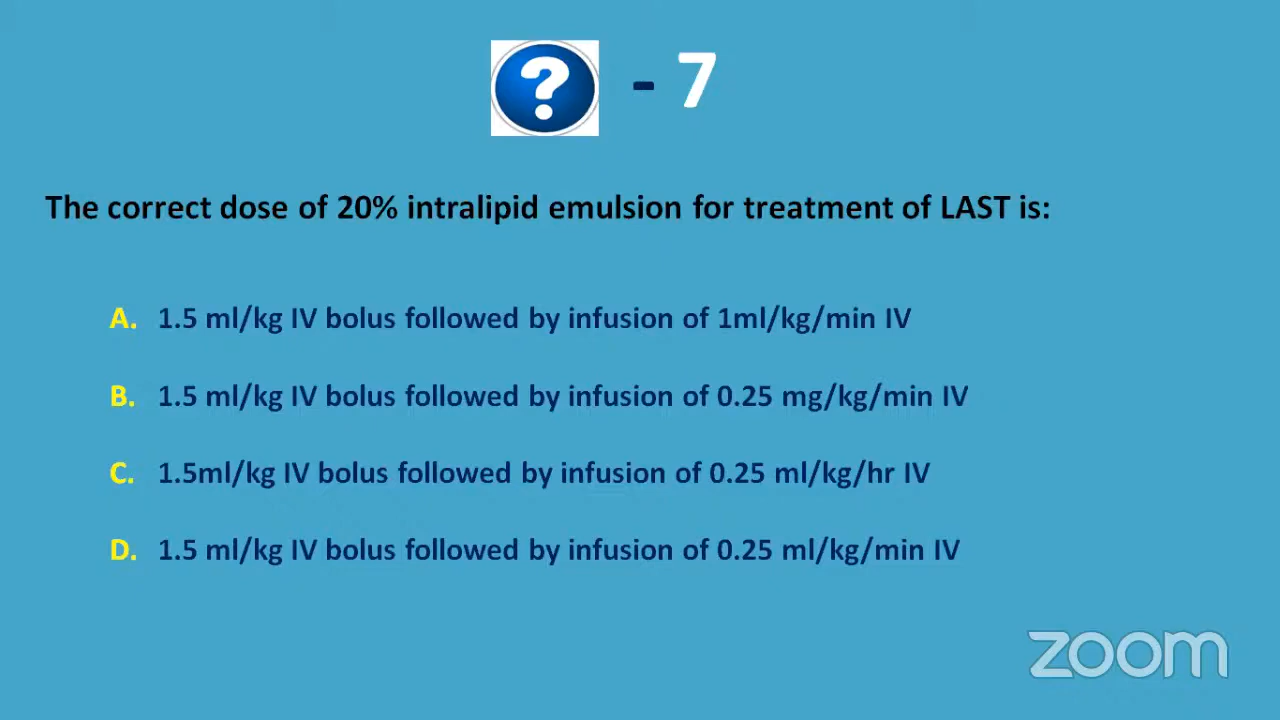 ? - 7
The correct dose of 20% intralipid emulsion for treatment of LAST is:
A. 1.5 ml/kg IV bolus followed by infusion of 1ml/kg/min IV
B. 1.5 ml/kg IV bolus followed by infusion of 0.25 mg/kg/min IV
C. 1.5ml/kg IV bolus followed by infusion of 0.25 ml/kg/hr IV
D. 1.5 ml/kg IV bolus followed by infusion of 0.25 ml/kg/min IV
zoom